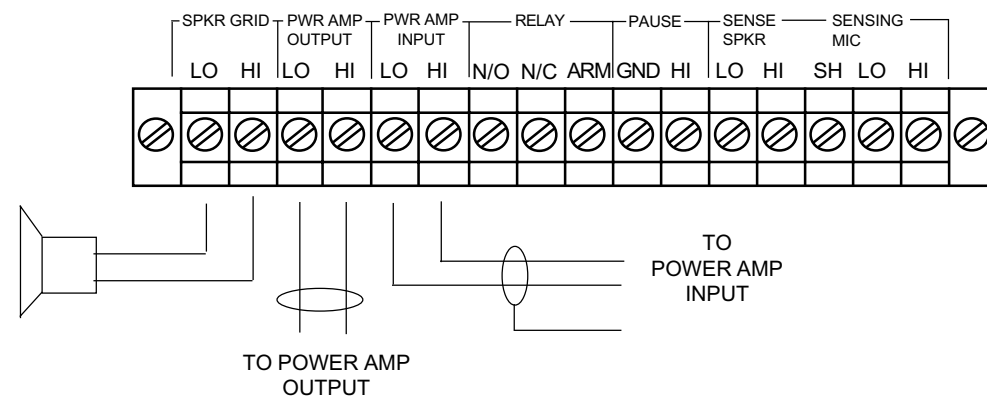 SPKR GRID PWR AMP PWR AMP RELAY PAUSE SENSE SENSING
OUTPUT INPUT SPKR MIC
LO HI LO HI LO HI N/O N/C ARM GND HI LO HI SH LO HI
TO
POWER AMP
INPUT
TO POWER AMP
OUTPUT